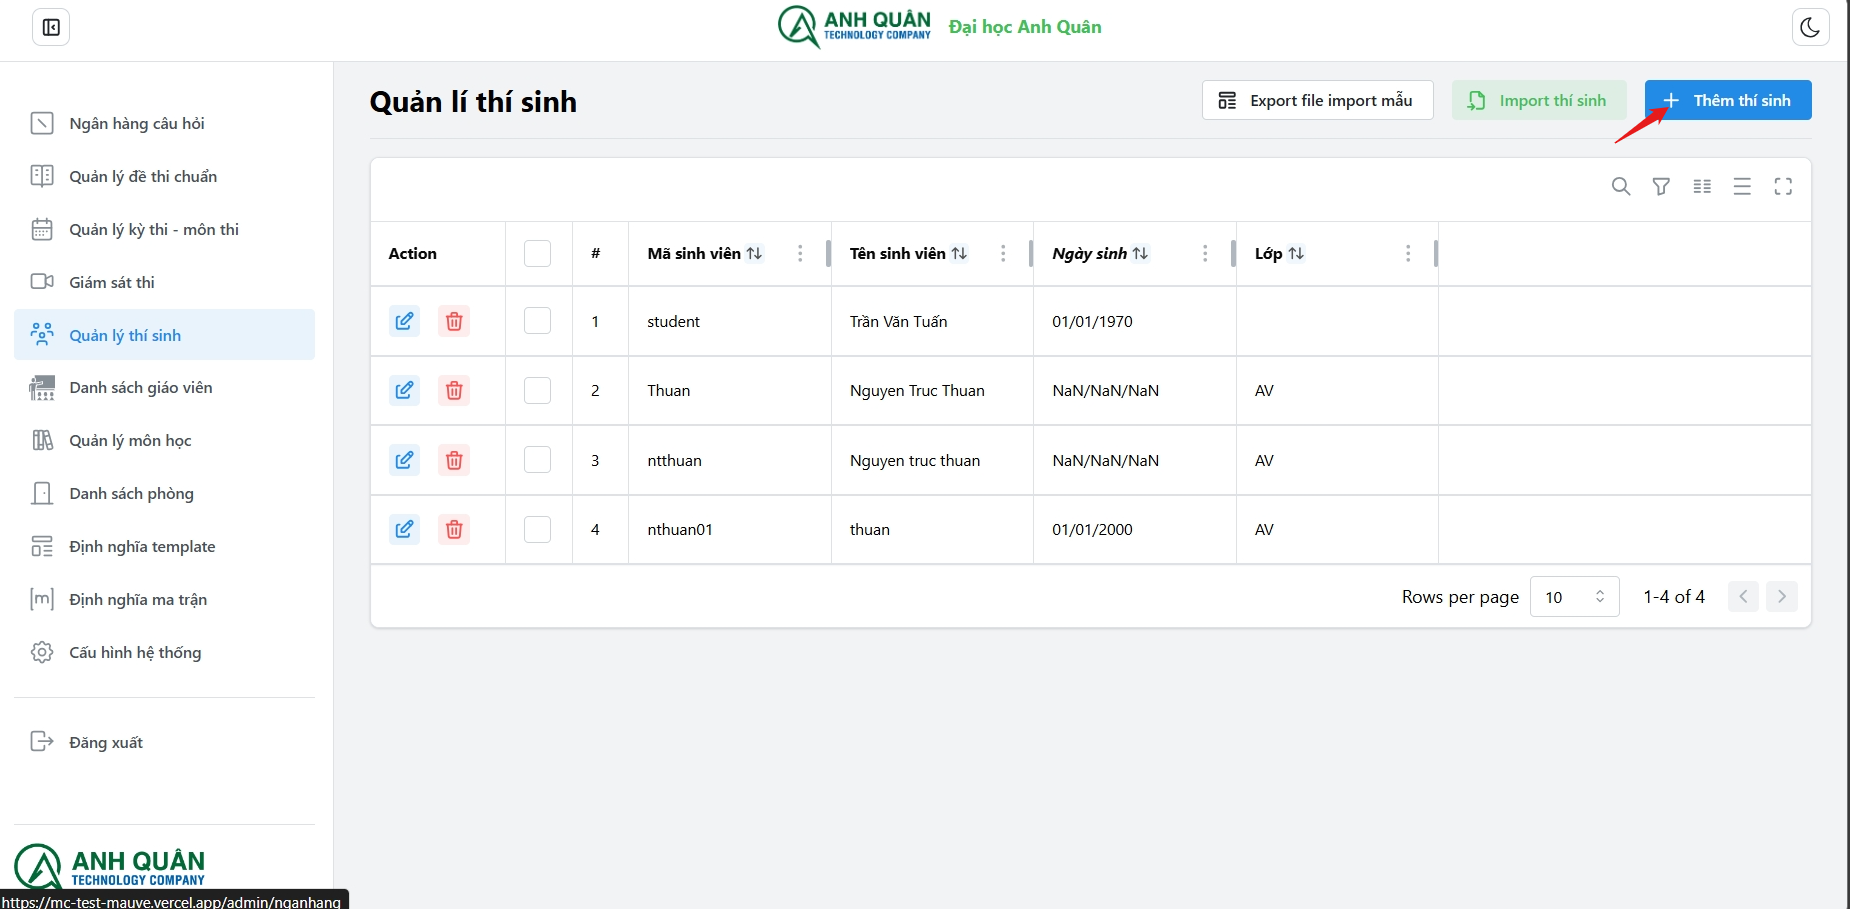 ANH QUÂN
TECHNOLOGY COMPANY
Đại học Anh Quân
Ngân hàng câu hỏi
Quản lý đề thi chuẩn
Quản lý kỳ thi - môn thi
Giám sát thi
Quản lý thí sinh
Danh sách giáo viên
Quản lý môn học
Danh sách phòng
Định nghĩa template
Định nghĩa ma trận
Cấu hình hệ thống
Đăng xuất
ANH QUÂN
TECHNOLOGY COMPANY
https://mc-test-mauve.vercel.app/admin/nganhang
Quản lí thí sinh
Export file import mẫu
Import thí sinh
Thêm thí sinh
Action # Mã sinh viên Tên sinh viên Ngày sinh Lớp
1 student Trần Văn Tuấn 01/01/1970
2 Thuan Nguyen Truc Thuan NaN/NaN/NaN AV
3 ntthuan Nguyen truc thuan NaN/NaN/NaN AV
4 nthuan01 thuan 01/01/2000 AV
Rows per page 10 1-4 of 4